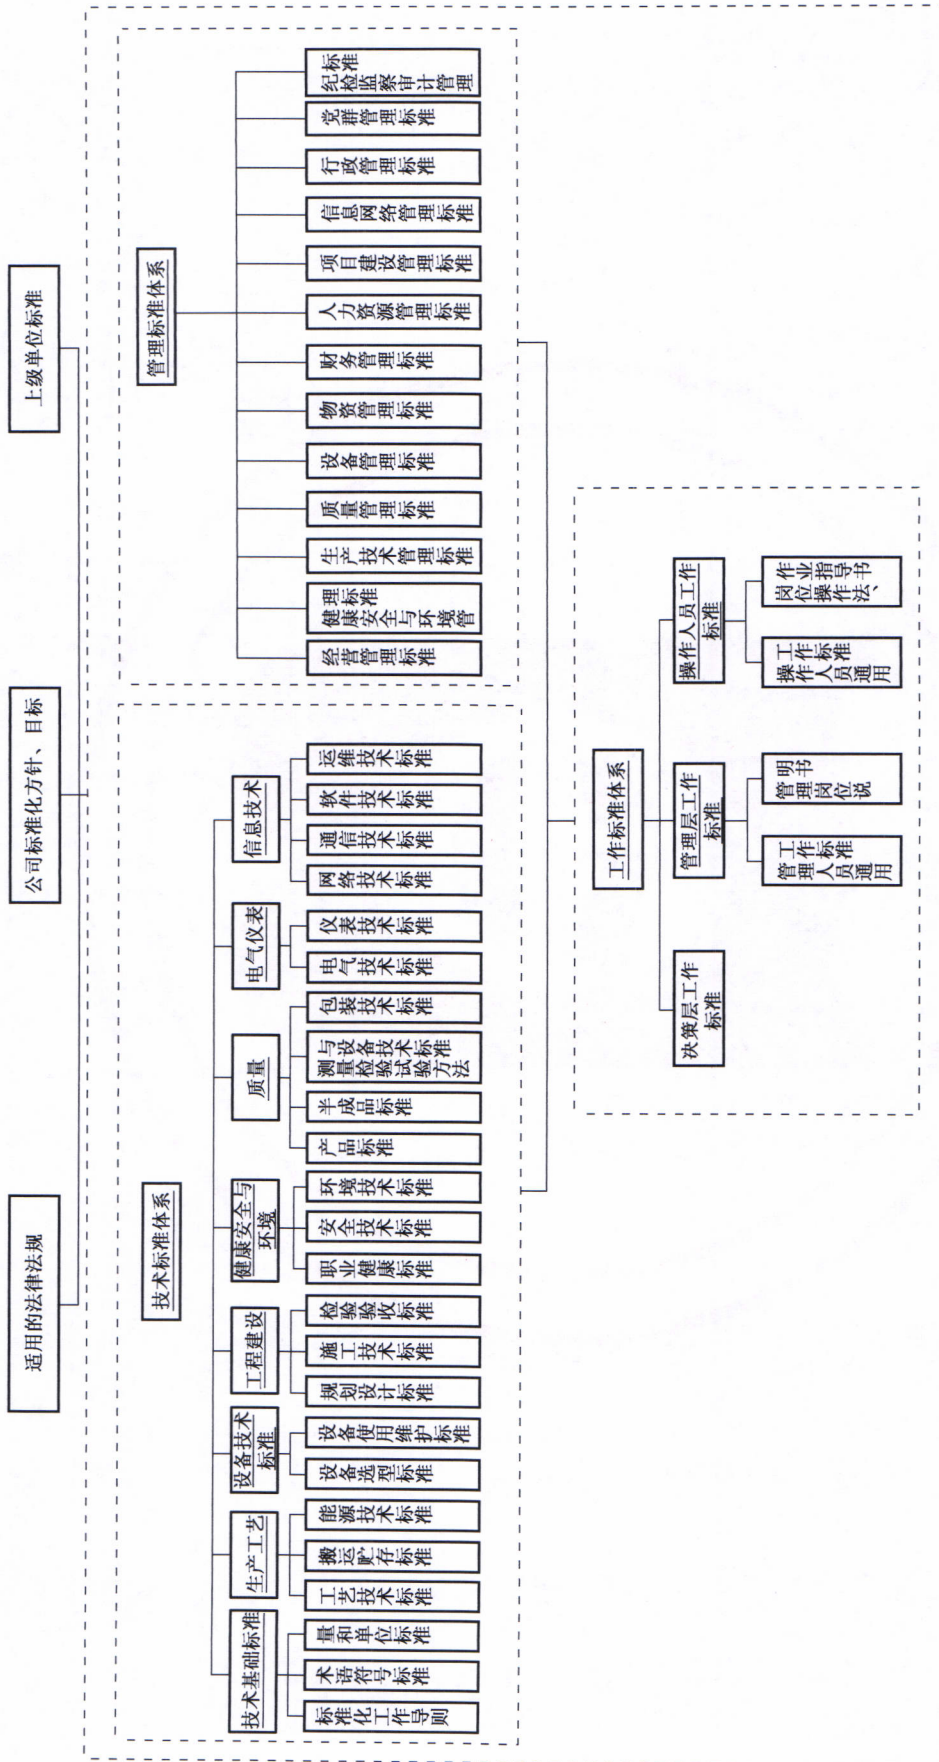 适用的法律法规
公司标准化方针、目标
上级单位标准
技术标准体系
技术基础标准
标准化工作导则
术语符号标准
量和单位标准
生产工艺
工艺技术标准
搬运贮存标准
能源技术标准
设备技术
标准
设备选型标准
设备使用维护标准
工程建设
规划设计标准
施工技术标准
检验验收标准
健康安全与
环境
职业健康标准
安全技术标准
环境技术标准
质量
产品标准
半成品标准
测量检验试验方法
与设备技术标准
包装技术标准
电气仪表
电气技术标准
仪表技术标准
信息技术
网络技术标准
通信技术标准
软件技术标准
运维技术标准
管理标准体系
经营管理标准
健康安全与环境管
理标准
生产技术管理标准
质量管理标准
设备管理标准
物资管理标准
财务管理标准
人力资源管理标准
项目建设管理标准
信息网络管理标准
行政管理标准
党群管理标准
纪检监察审计管理
标准
工作标准体系
决策层工作
标准
管理层工作
标准
管理人员通用
工作标准
管理岗位说
明书
操作人员工作
标准
操作人员通用
工作标准
岗位操作法、
作业指导书